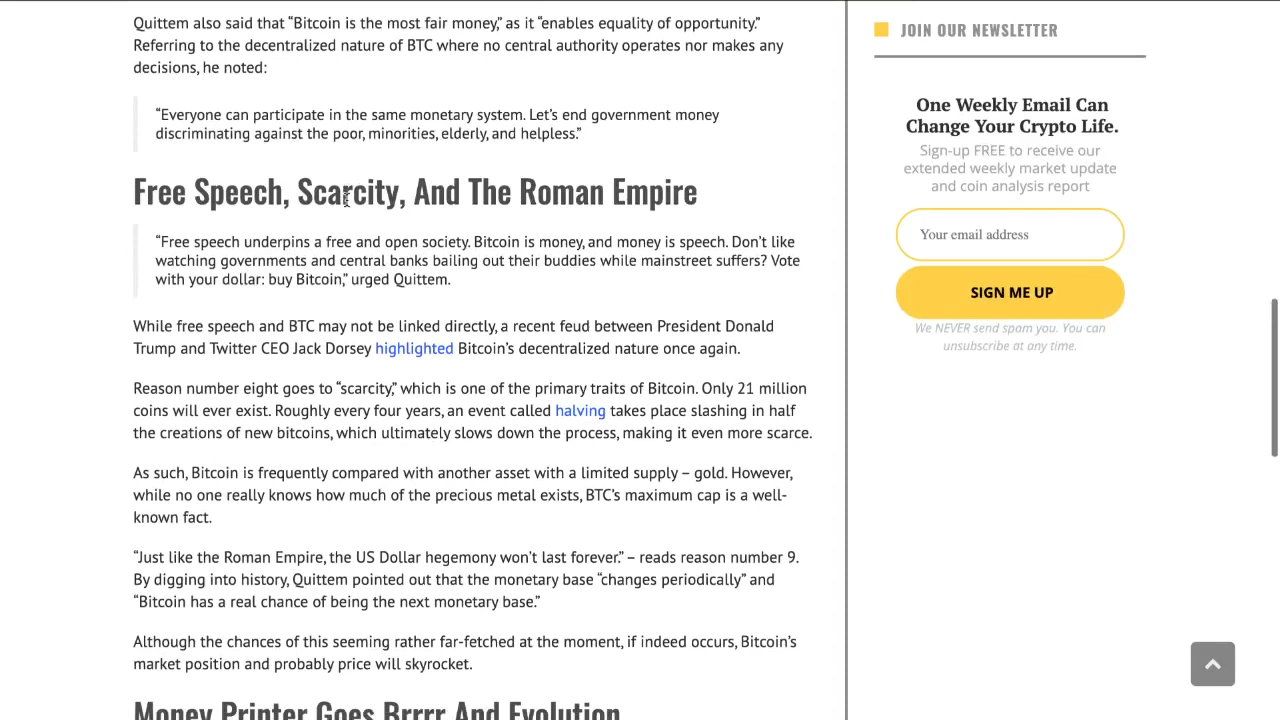 Quittem also said that “Bitcoin is the most fair money,” as it “enables equality of opportunity.”
Referring to the decentralized nature of BTC where no central authority operates nor makes any
decisions, he noted:
“Everyone can participate in the same monetary system. Let’s end government money
discriminating against the poor, minorities, elderly, and helpless.”
Free Speech, Scarcity, And The Roman Empire
“Free speech underpins a free and open society. Bitcoin is money, and money is speech. Don’t like
watching governments and central banks bailing out their buddies while mainstreet suffers? Vote
with your dollar: buy Bitcoin,” urged Quittem.
While free speech and BTC may not be linked directly, a recent feud between President Donald
Trump and Twitter CEO Jack Dorsey highlighted Bitcoin’s decentralized nature once again.
Reason number eight goes to “scarcity,” which is one of the primary traits of Bitcoin. Only 21 million
coins will ever exist. Roughly every four years, an event called halving takes place slashing in half
the creations of new bitcoins, which ultimately slows down the process, making it even more scarce.
As such, Bitcoin is frequently compared with another asset with a limited supply – gold. However,
while no one really knows how much of the precious metal exists, BTC’s maximum cap is a well-
known fact.
“Just like the Roman Empire, the US Dollar hegemony won’t last forever.” – reads reason number 9.
By digging into history, Quittem pointed out that the monetary base “changes periodically” and
“Bitcoin has a real chance of being the next monetary base.”
Although the chances of this seeming rather far-fetched at the moment, if indeed occurs, Bitcoin’s
market position and probably price will skyrocket.
Money Printer Goes Brrrr And Evolution
JOIN OUR NEWSLETTER
One Weekly Email Can
Change Your Crypto Life.
Sign-up FREE to receive our
extended weekly market update
and coin analysis report
Your email address
SIGN ME UP
We NEVER send spam you. You can
unsubscribe at any time.